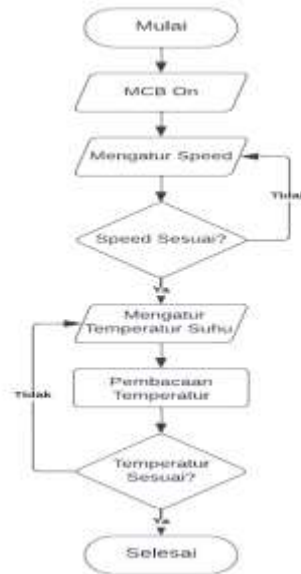 Mulai
MCB On
Mengatur Speed
Tidak
Speed Sesuai?
Ya
Mengatur
Temperatur Suhu
Tidak
Pembacaan
Temperatur
Temperatur
Sesuai?
Ya
Selesai